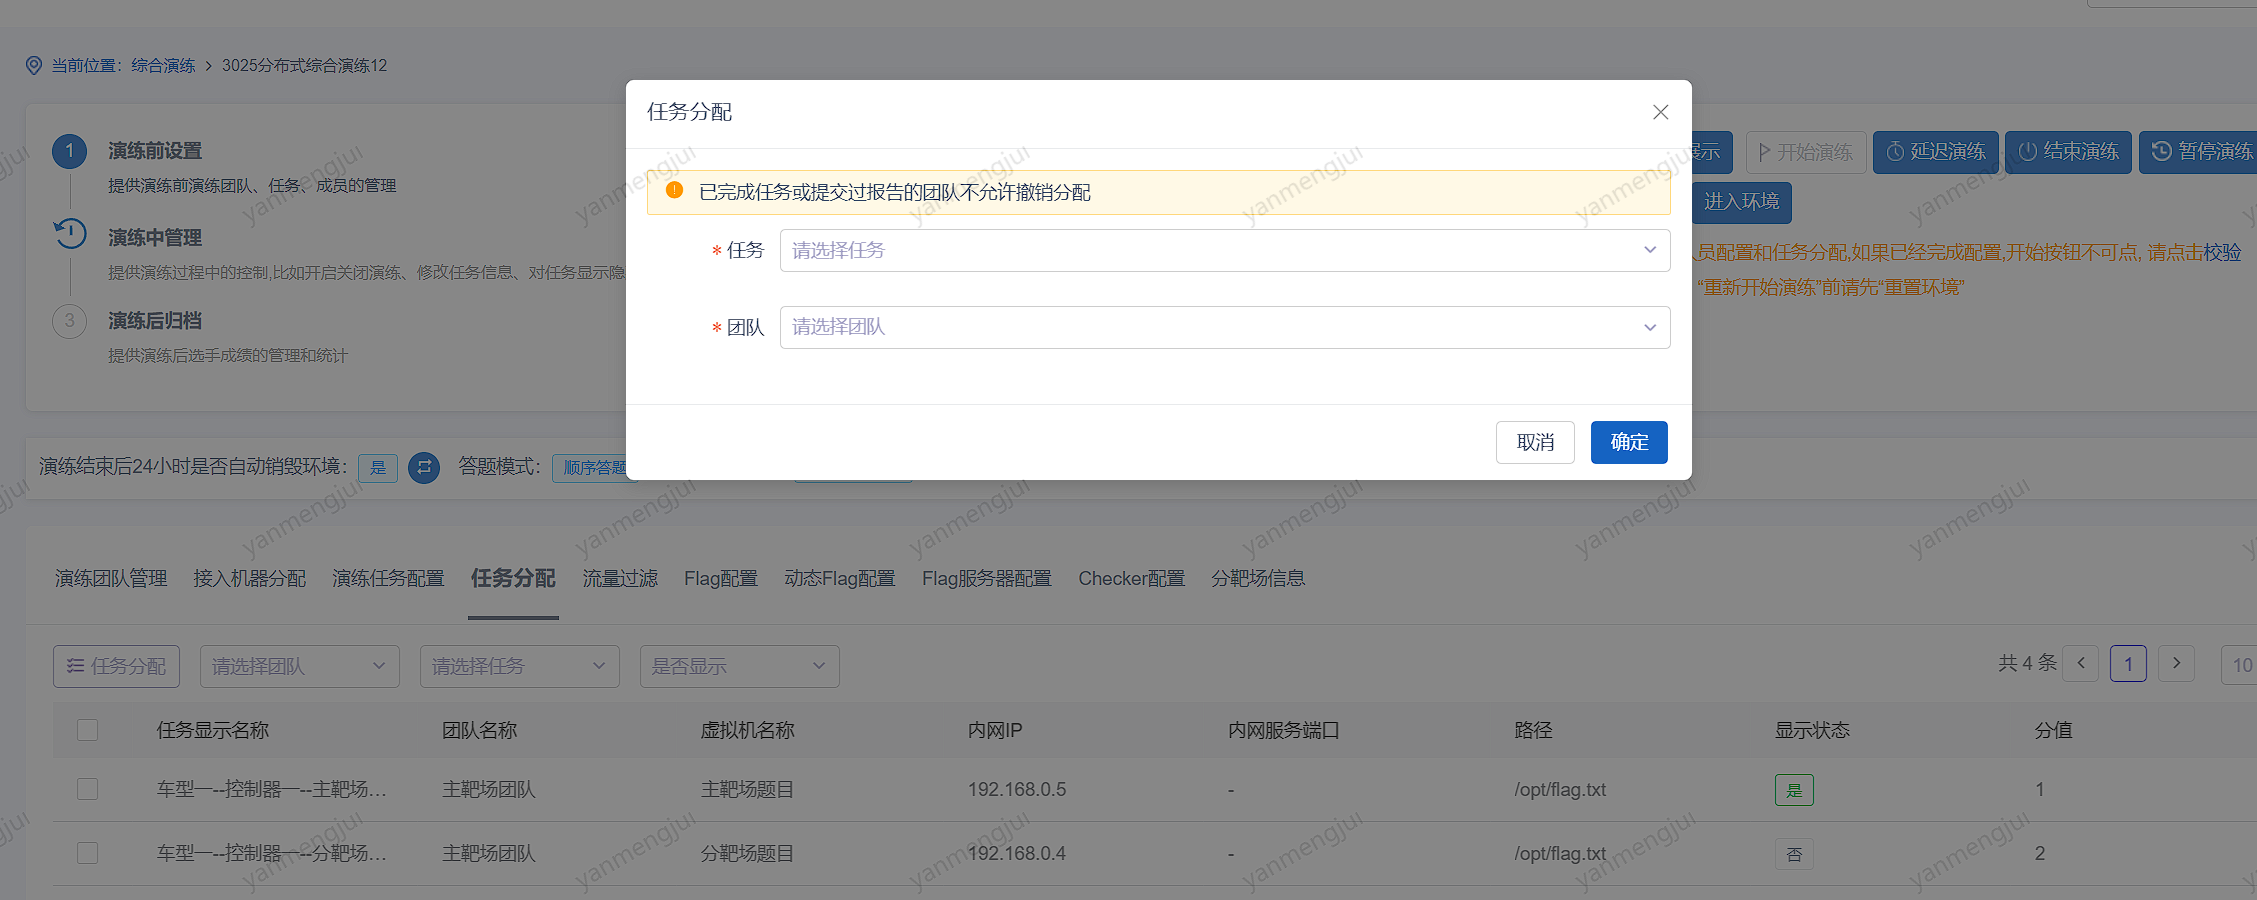 当前位置： 综合演练 > 3025分布式综合演练12
1 演练前设置
提供演练前演练团队、任务、成员的管理
演练中管理
提供演练过程中的控制,比如开启关闭演练、修改任务信息、对任务显示隐
3 演练后归档
提供演练后选手成绩的管理和统计
任务分配
已完成任务或提交过报告的团队不允许撤销分配
* 任务 请选择任务
* 团队 请选择团队
取消 确定
展示 开始演练 延迟演练 结束演练 暂停演练
进入环境
员配置和任务分配,如果已经完成配置,开始按钮不可点, 请点击校验
“重新开始演练”前请先“重置环境”
演练结束后24小时是否自动销毁环境： 是 答题模式： 顺序答题
演练团队管理 接入机器分配 演练任务配置 任务分配 流量过滤 Flag配置 动态Flag配置 Flag服务器配置 Checker配置 分靶场信息
任务分配 请选择团队 请选择任务 是否显示 共 4 条 < 1 > 10
任务显示名称 团队名称 虚拟机名称 内网IP 内网服务端口 路径 显示状态 分值
车型一--控制器一--主靶场... 主靶场团队 主靶场题目 192.168.0.5 - /opt/flag.txt 是 1
车型一--控制器一--分靶场... 主靶场团队 分靶场题目 192.168.0.4 - /opt/flag.txt 否 2
yanmengjui